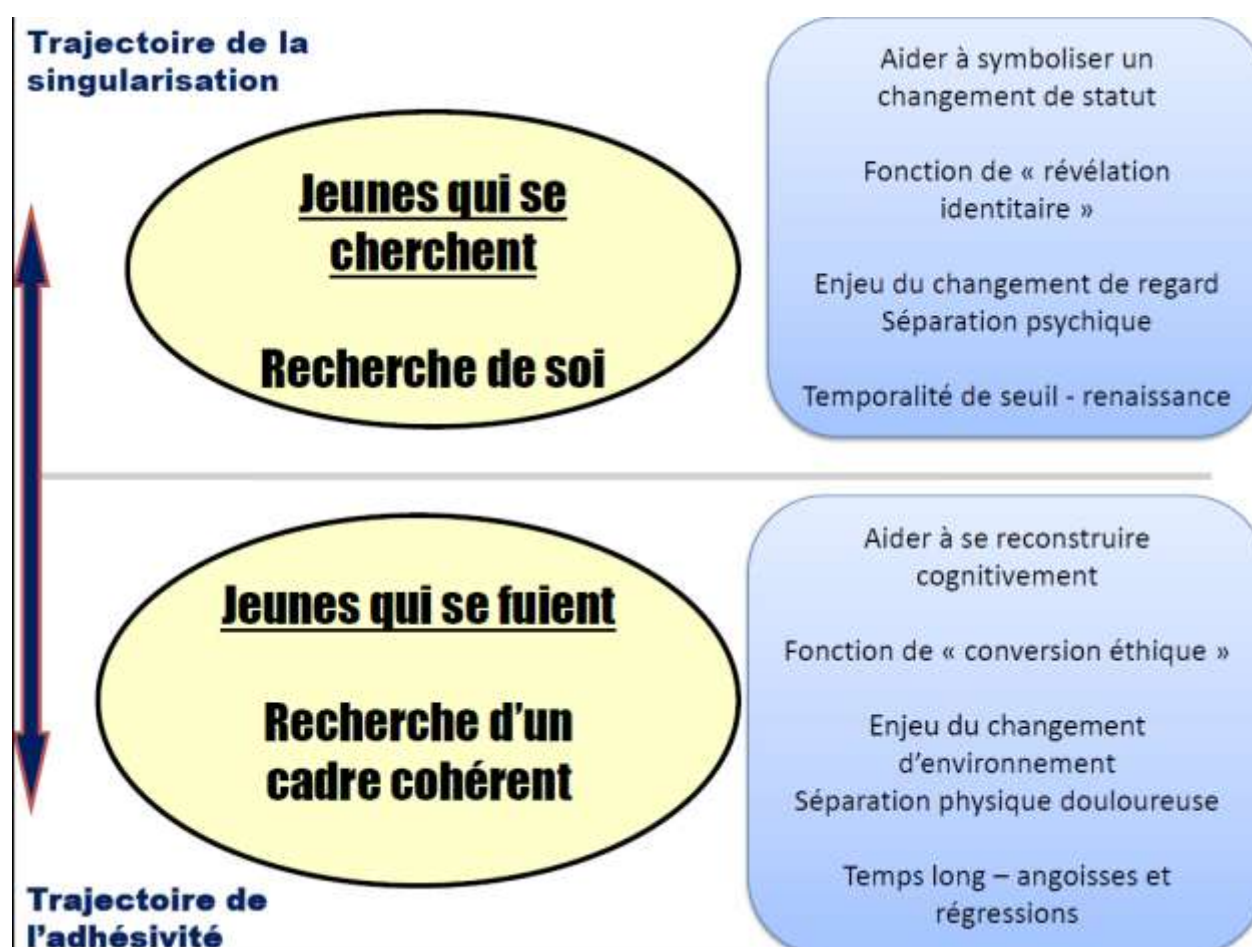 Trajectoire de la
singularisation
Jeunes qui se
cherchent
Recherche de soi
Aider à symboliser un
changement de statut
Fonction de « révélation
identitaire »
Enjeu du changement de regard
Séparation psychique
Temporalité de seuil - renaissance
Jeunes qui se fuient
Recherche d'un
cadre cohérent
Aider à se reconstruire
cognitivement
Fonction de « conversion éthique »
Enjeu du changement
d'environnement
Séparation physique douloureuse
Temps long – angoisses et
régressions
Trajectoire de
l'adhésivité